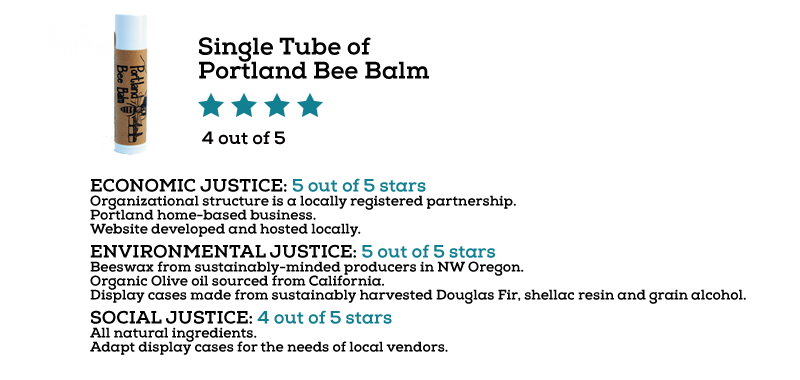 Portland
Bee Balm
Single Tube of
Portland Bee Balm
4 out of 5
ECONOMIC JUSTICE: 5 out of 5 stars
Organizational structure is a locally registered partnership.
Portland home-based business.
Website developed and hosted locally.
ENVIRONMENTAL JUSTICE: 5 out of 5 stars
Beeswax from sustainably-minded producers in NW Oregon.
Organic Olive oil sourced from California.
Display cases made from sustainably harvested Douglas Fir, shellac resin and grain alcohol.
SOCIAL JUSTICE: 4 out of 5 stars
All natural ingredients.
Adapt display cases for the needs of local vendors.